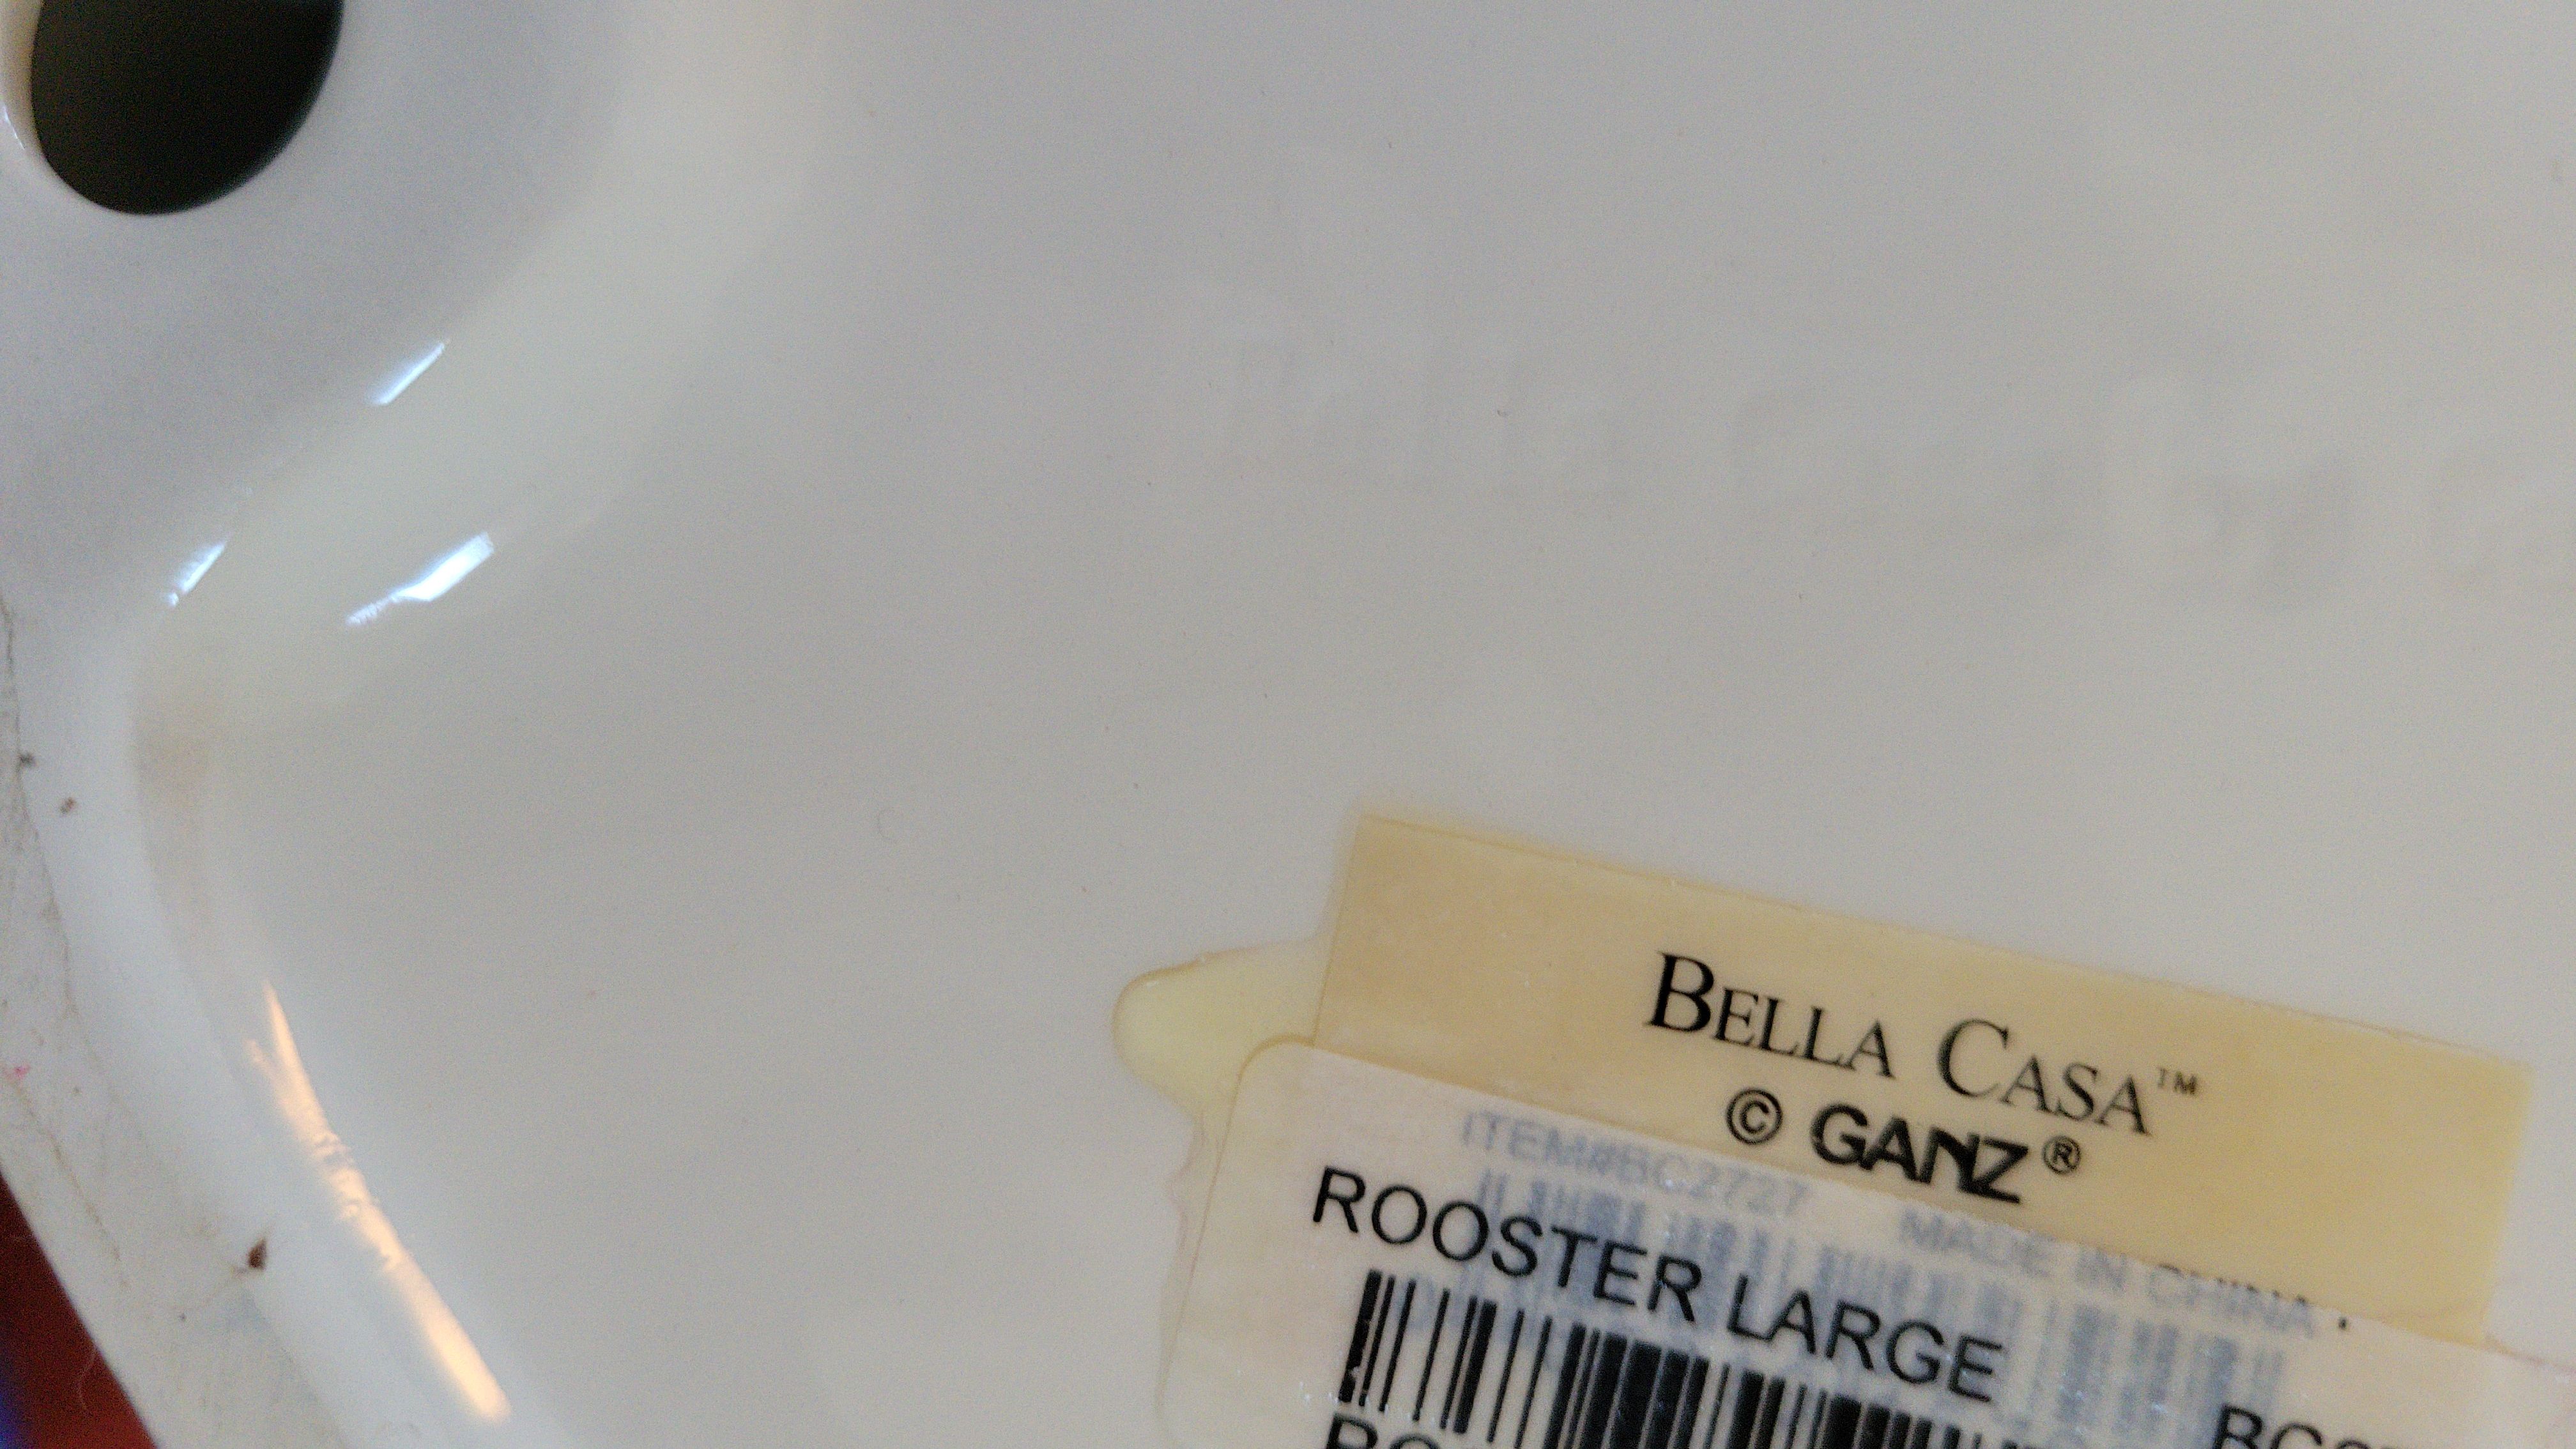 BELLA CASA™
© GANZ®
ITEM#BC2727 MADE IN CHINA
ROOSTER LARGE